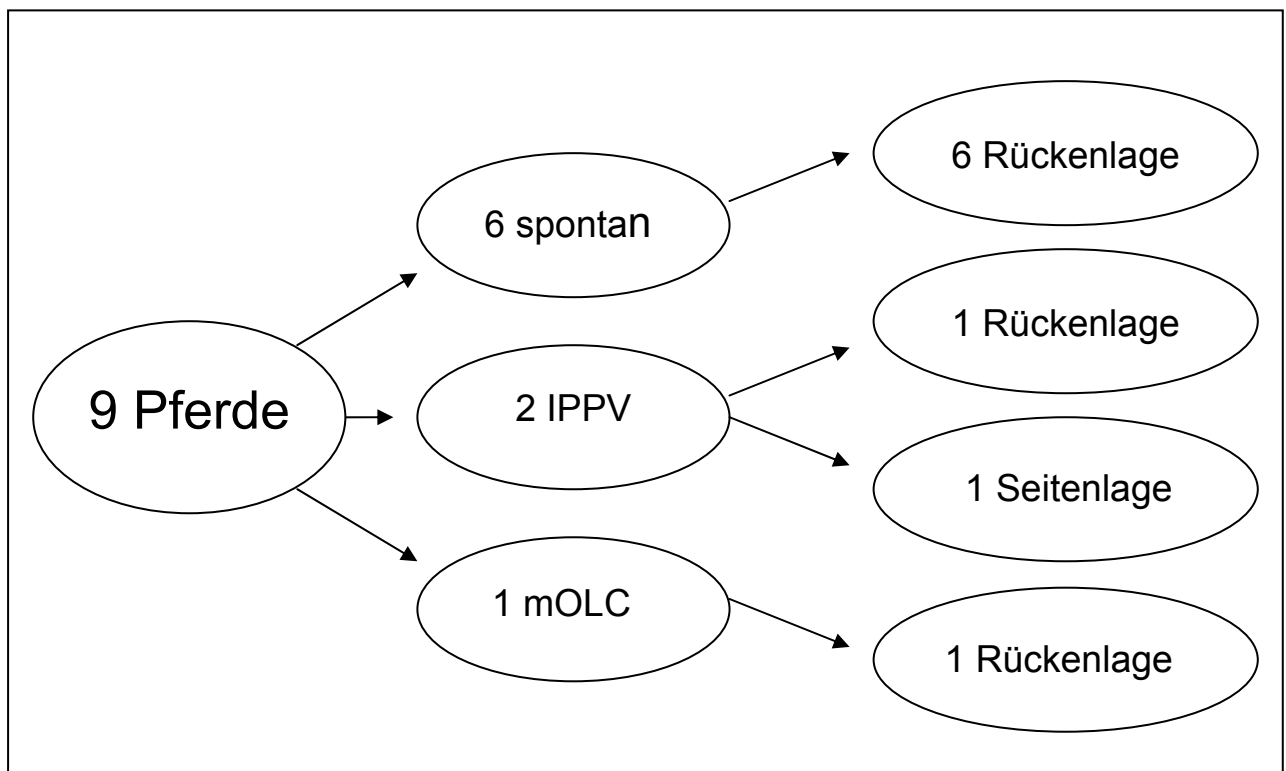 9 Pferde
6 spontan
2 IPPV
1 mOLC
6 Rückenlage
1 Rückenlage
1 Seitenlage
1 Rückenlage